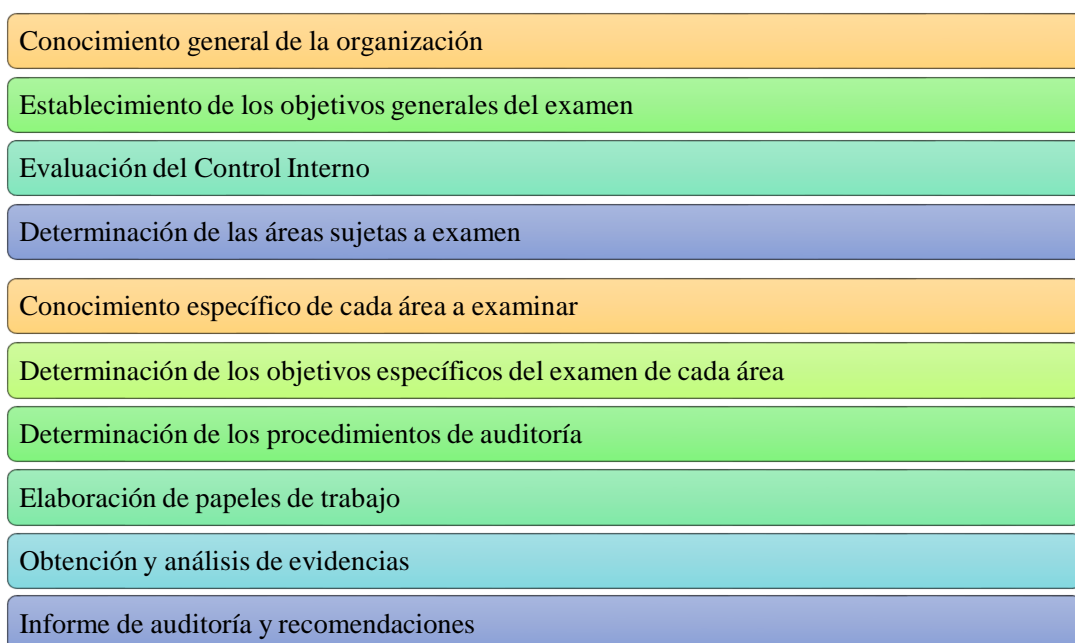 Conocimiento general de la organización
Establecimiento de los objetivos generales del examen
Evaluación del Control Interno
Determinación de las áreas sujetas a examen
Conocimiento específico de cada área a examinar
Determinación de los objetivos específicos del examen de cada área
Determinación de los procedimientos de auditoría
Elaboración de papeles de trabajo
Obtención y análisis de evidencias
Informe de auditoría y recomendaciones